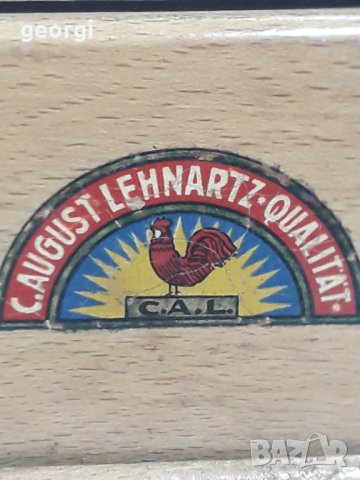 georgi
C. AUGUST LEHNARTZ · QUALITÄT ·
C.A.L.
BAZAR